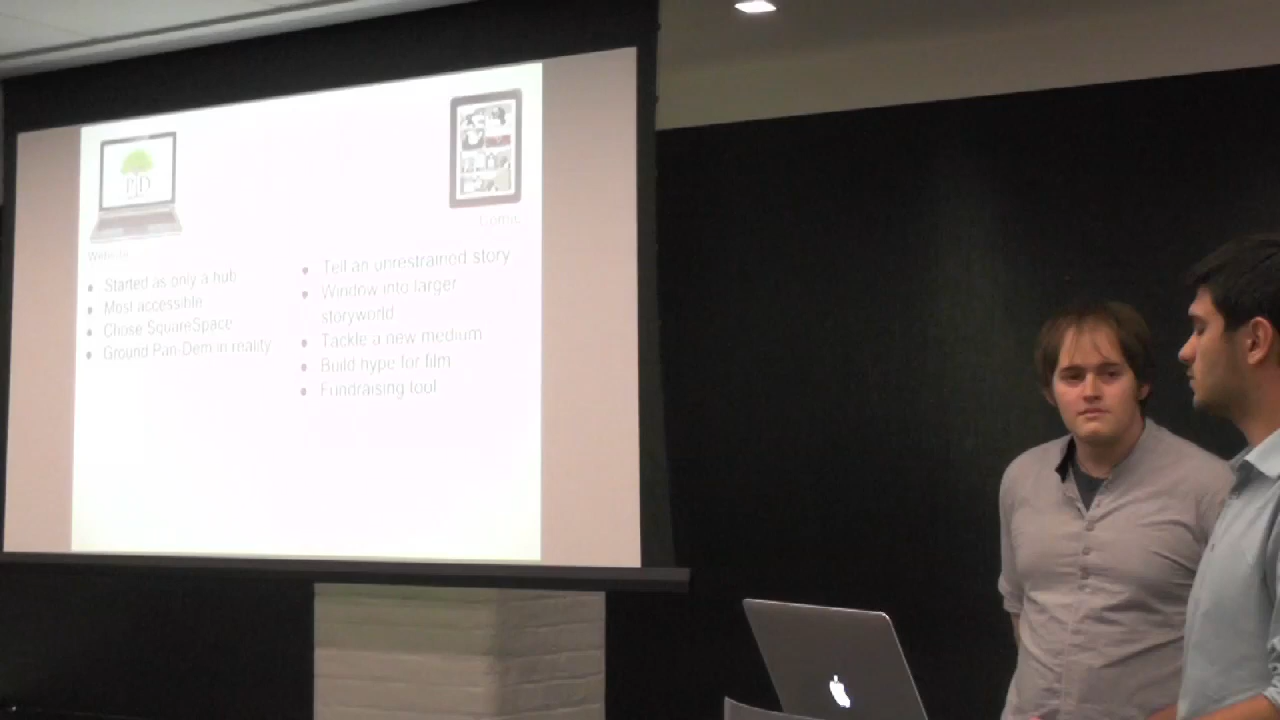 PD
Website
Started as only a hub
Most accessible
Chose SquareSpace
Ground Pan-Dem in reality
Comic
Tell an unrestrained story
Window into larger
storyworld
Tackle a new medium
Build hype for film
Fundraising tool